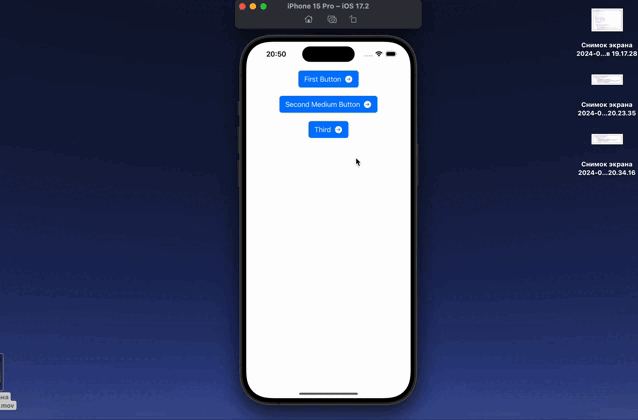 iPhone 15 Pro – iOS 17.2
20:50
First Button
Second Medium Button
Third
Снимок экрана
2024-0...в 19.17.28
Снимок экрана
2024-0...20.23.35
Снимок экрана
2024-0...20.34.16
на
mov